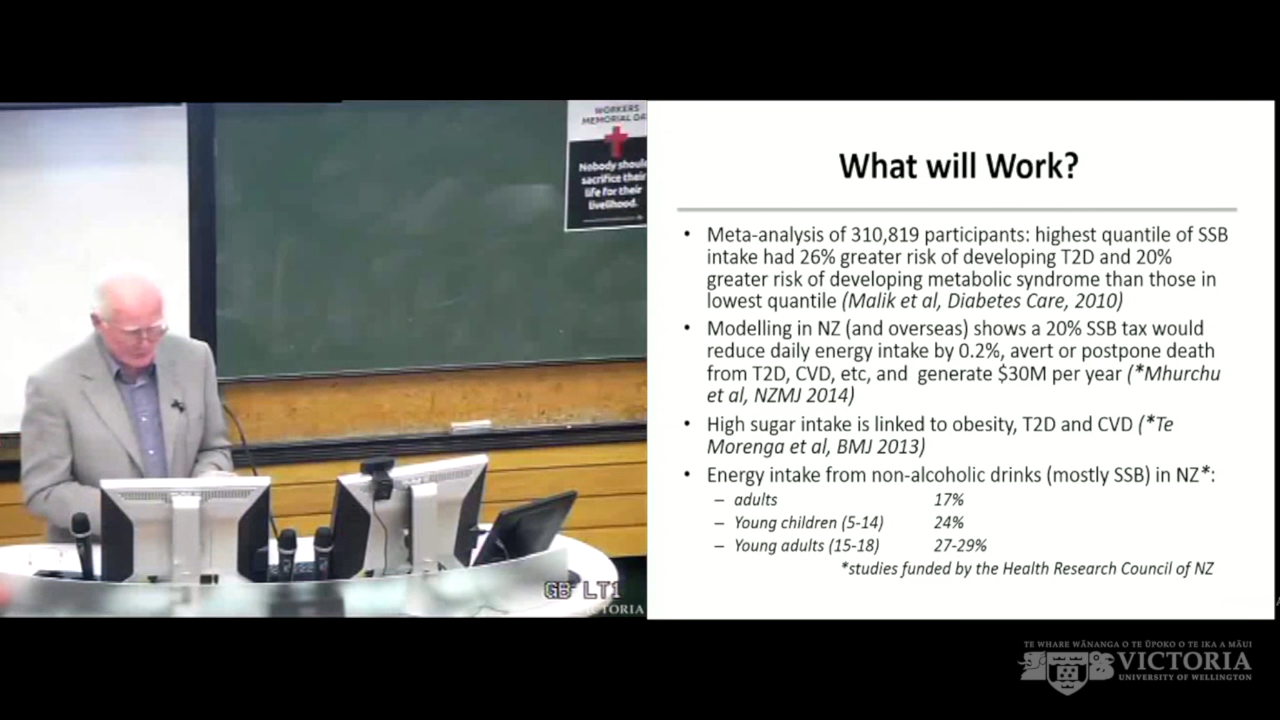 WORKERS
MEMORIAL DA
Nobody shoul
sacrifice their
life for their
livelihood.
GB LT1
VICTORIA
What will Work?
• Meta-analysis of 310,819 participants: highest quantile of SSB
intake had 26% greater risk of developing T2D and 20%
greater risk of developing metabolic syndrome than those in
lowest quantile (Malik et al, Diabetes Care, 2010)
• Modelling in NZ (and overseas) shows a 20% SSB tax would
reduce daily energy intake by 0.2%, avert or postpone death
from T2D, CVD, etc, and generate $30M per year (*Mhurchu
et al, NZMJ 2014)
• High sugar intake is linked to obesity, T2D and CVD (*Te
Morenga et al, BMJ 2013)
• Energy intake from non-alcoholic drinks (mostly SSB) in NZ*:
– adults 17%
– Young children (5-14) 24%
– Young adults (15-18) 27-29%
*studies funded by the Health Research Council of NZ
TE WHARE WĀNANGA O TE ŪPOKO O TE IKA A MĀUI
VICTORIA
UNIVERSITY OF WELLINGTON